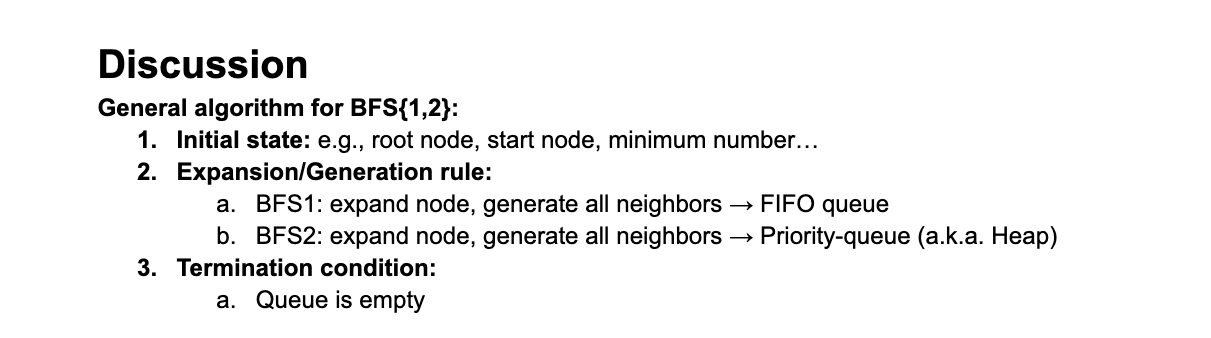 Discussion
General algorithm for BFS{1,2}:
1. Initial state: e.g., root node, start node, minimum number…
2. Expansion/Generation rule:
a. BFS1: expand node, generate all neighbors → FIFO queue
b. BFS2: expand node, generate all neighbors → Priority-queue (a.k.a. Heap)
3. Termination condition:
a. Queue is empty